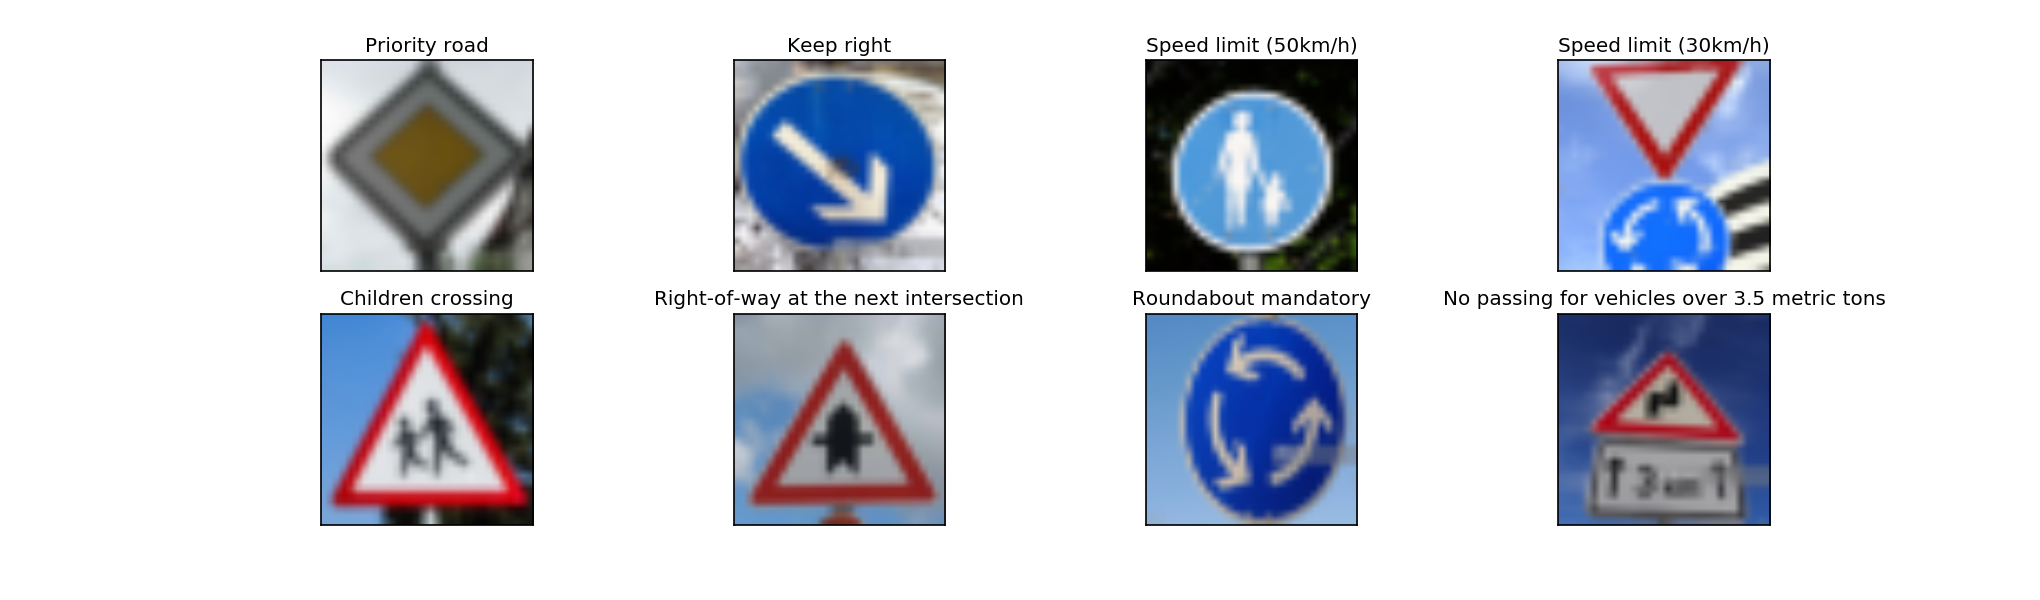 Priority road
Keep right
Speed limit (50km/h)
Speed limit (30km/h)
Children crossing
Right-of-way at the next intersection
Roundabout mandatory
No passing for vehicles over 3.5 metric tons
3 km